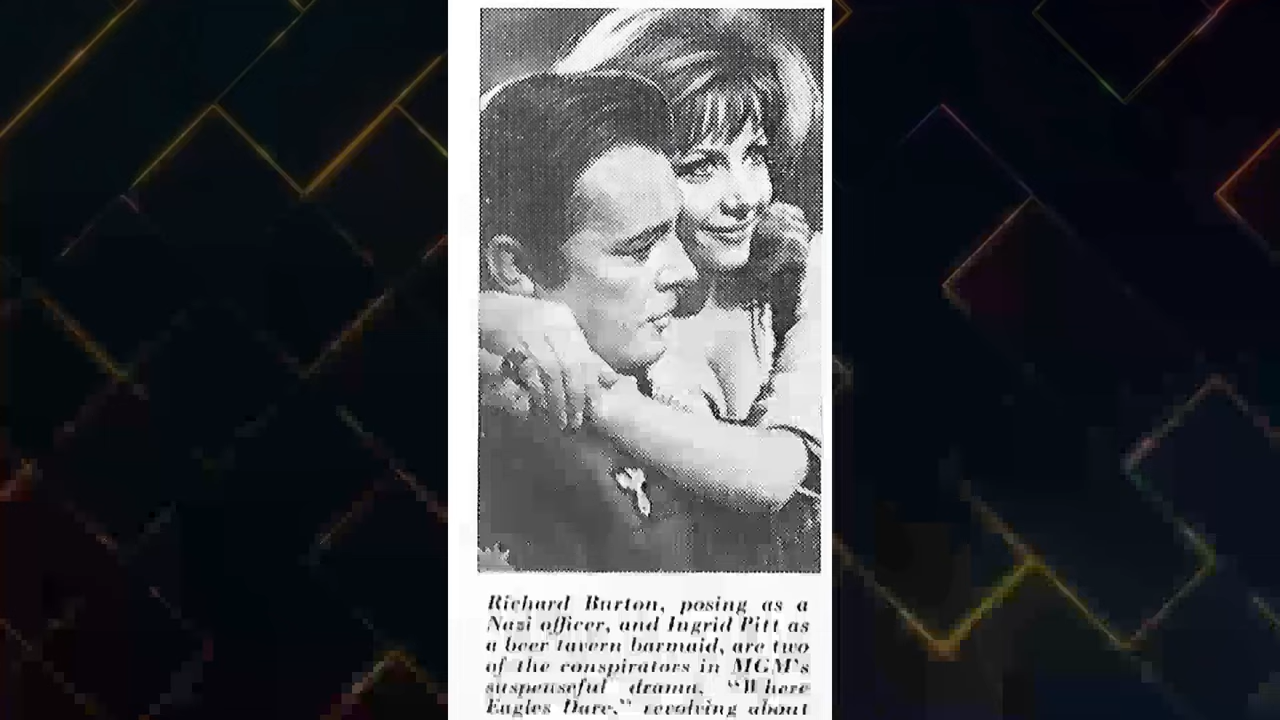 Richard Burton, posing as a
Nazi officer, and Ingrid Pitt as
a beer tavern barmaid, are two
of the conspirators in MGM's
suspenseful drama, "Where
Eagles Dare," revolving about